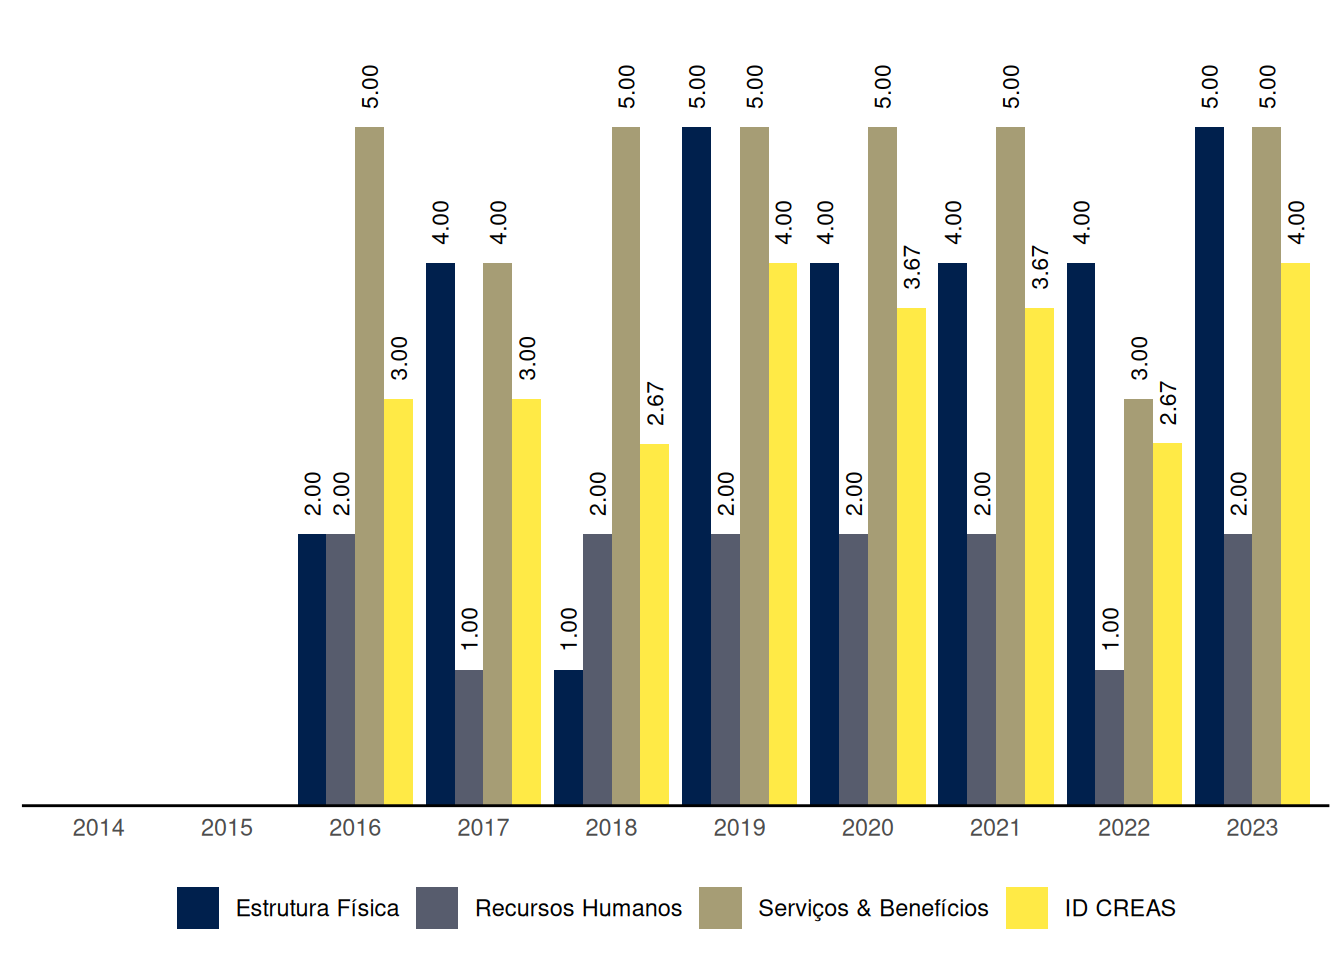 5.00 5.00 5.00 5.00 5.00 5.00 5.00 5.00
4.00 4.00 4.00 4.00 4.00 4.00 4.00
3.67 3.67
3.00 3.00 3.00
2.67 2.67
2.00 2.00 2.00 2.00 2.00 2.00 2.00
1.00 1.00 1.00
2014 2015 2016 2017 2018 2019 2020 2021 2022 2023
Estrutura Física Recursos Humanos Serviços & Benefícios ID CREAS